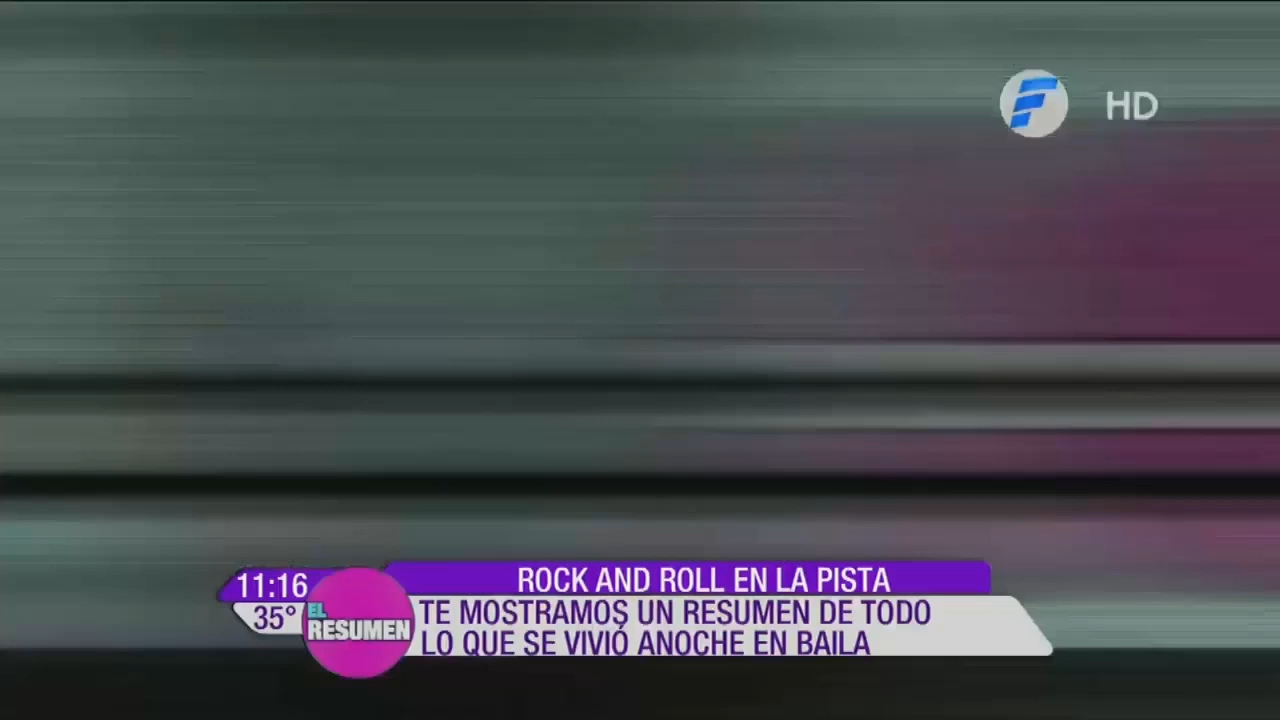 HD
11:16
ROCK AND ROLL EN LA PISTA
35°
EL
RESUMEN
TE MOSTRAMOS UN RESUMEN DE TODO
LO QUE SE VIVIÓ ANOCHE EN BAILA